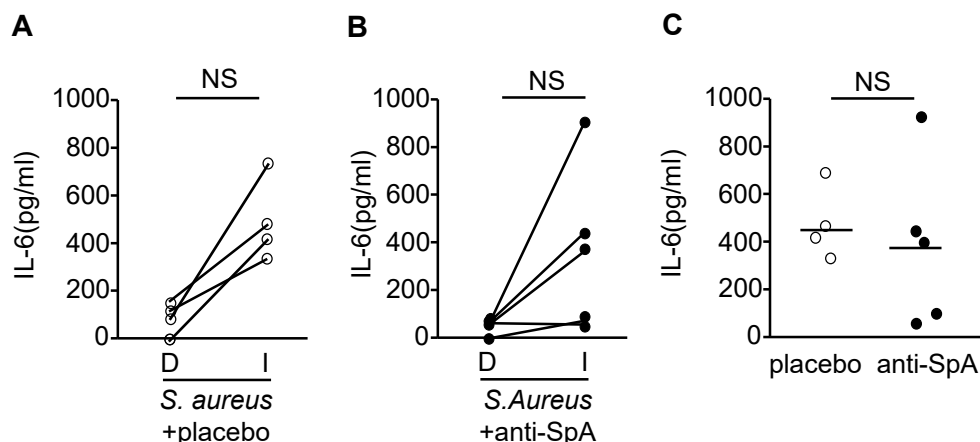 A
NS
IL-6(pg/ml)
1000
800
600
400
200
0
D I
S. aureus
+placebo
B
NS
IL-6(pg/ml)
1000
800
600
400
200
0
D I
S.Aureus
+anti-SpA
C
NS
IL-6(pg/ml)
1000
800
600
400
200
0
placebo anti-SpA